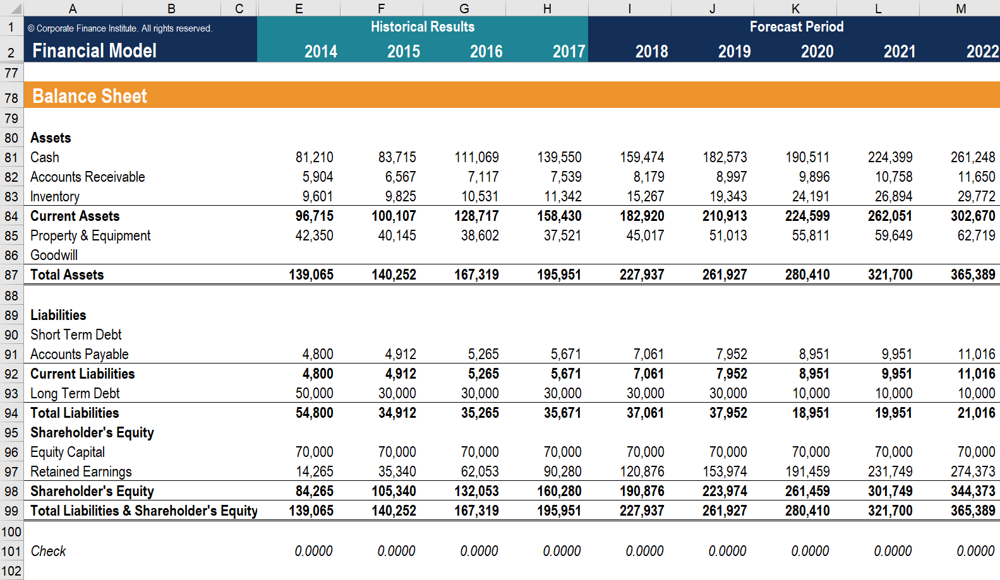 A B C E F G H I J K L M
1 © Corporate Finance Institute. All rights reserved. Historical Results Forecast Period
2 Financial Model 2014 2015 2016 2017 2018 2019 2020 2021 2022
77
78 Balance Sheet
79
80 Assets
81 Cash 81,210 83,715 111,069 139,550 159,474 182,573 190,511 224,399 261,248
82 Accounts Receivable 5,904 6,567 7,117 7,539 8,179 8,997 9,896 10,758 11,650
83 Inventory 9,601 9,825 10,531 11,342 15,267 19,343 24,191 26,894 29,772
84 Current Assets 96,715 100,107 128,717 158,430 182,920 210,913 224,599 262,051 302,670
85 Property & Equipment 42,350 40,145 38,602 37,521 45,017 51,013 55,811 59,649 62,719
86 Goodwill
87 Total Assets 139,065 140,252 167,319 195,951 227,937 261,927 280,410 321,700 365,389
88
89 Liabilities
90 Short Term Debt
91 Accounts Payable 4,800 4,912 5,265 5,671 7,061 7,952 8,951 9,951 11,016
92 Current Liabilities 4,800 4,912 5,265 5,671 7,061 7,952 8,951 9,951 11,016
93 Long Term Debt 50,000 30,000 30,000 30,000 30,000 30,000 10,000 10,000 10,000
94 Total Liabilities 54,800 34,912 35,265 35,671 37,061 37,952 18,951 19,951 21,016
95 Shareholder's Equity
96 Equity Capital 70,000 70,000 70,000 70,000 70,000 70,000 70,000 70,000 70,000
97 Retained Earnings 14,265 35,340 62,053 90,280 120,876 153,974 191,459 231,749 274,373
98 Shareholder's Equity 84,265 105,340 132,053 160,280 190,876 223,974 261,459 301,749 344,373
99 Total Liabilities & Shareholder's Equity 139,065 140,252 167,319 195,951 227,937 261,927 280,410 321,700 365,389
100
101 Check 0.0000 0.0000 0.0000 0.0000 0.0000 0.0000 0.0000 0.0000 0.0000
102